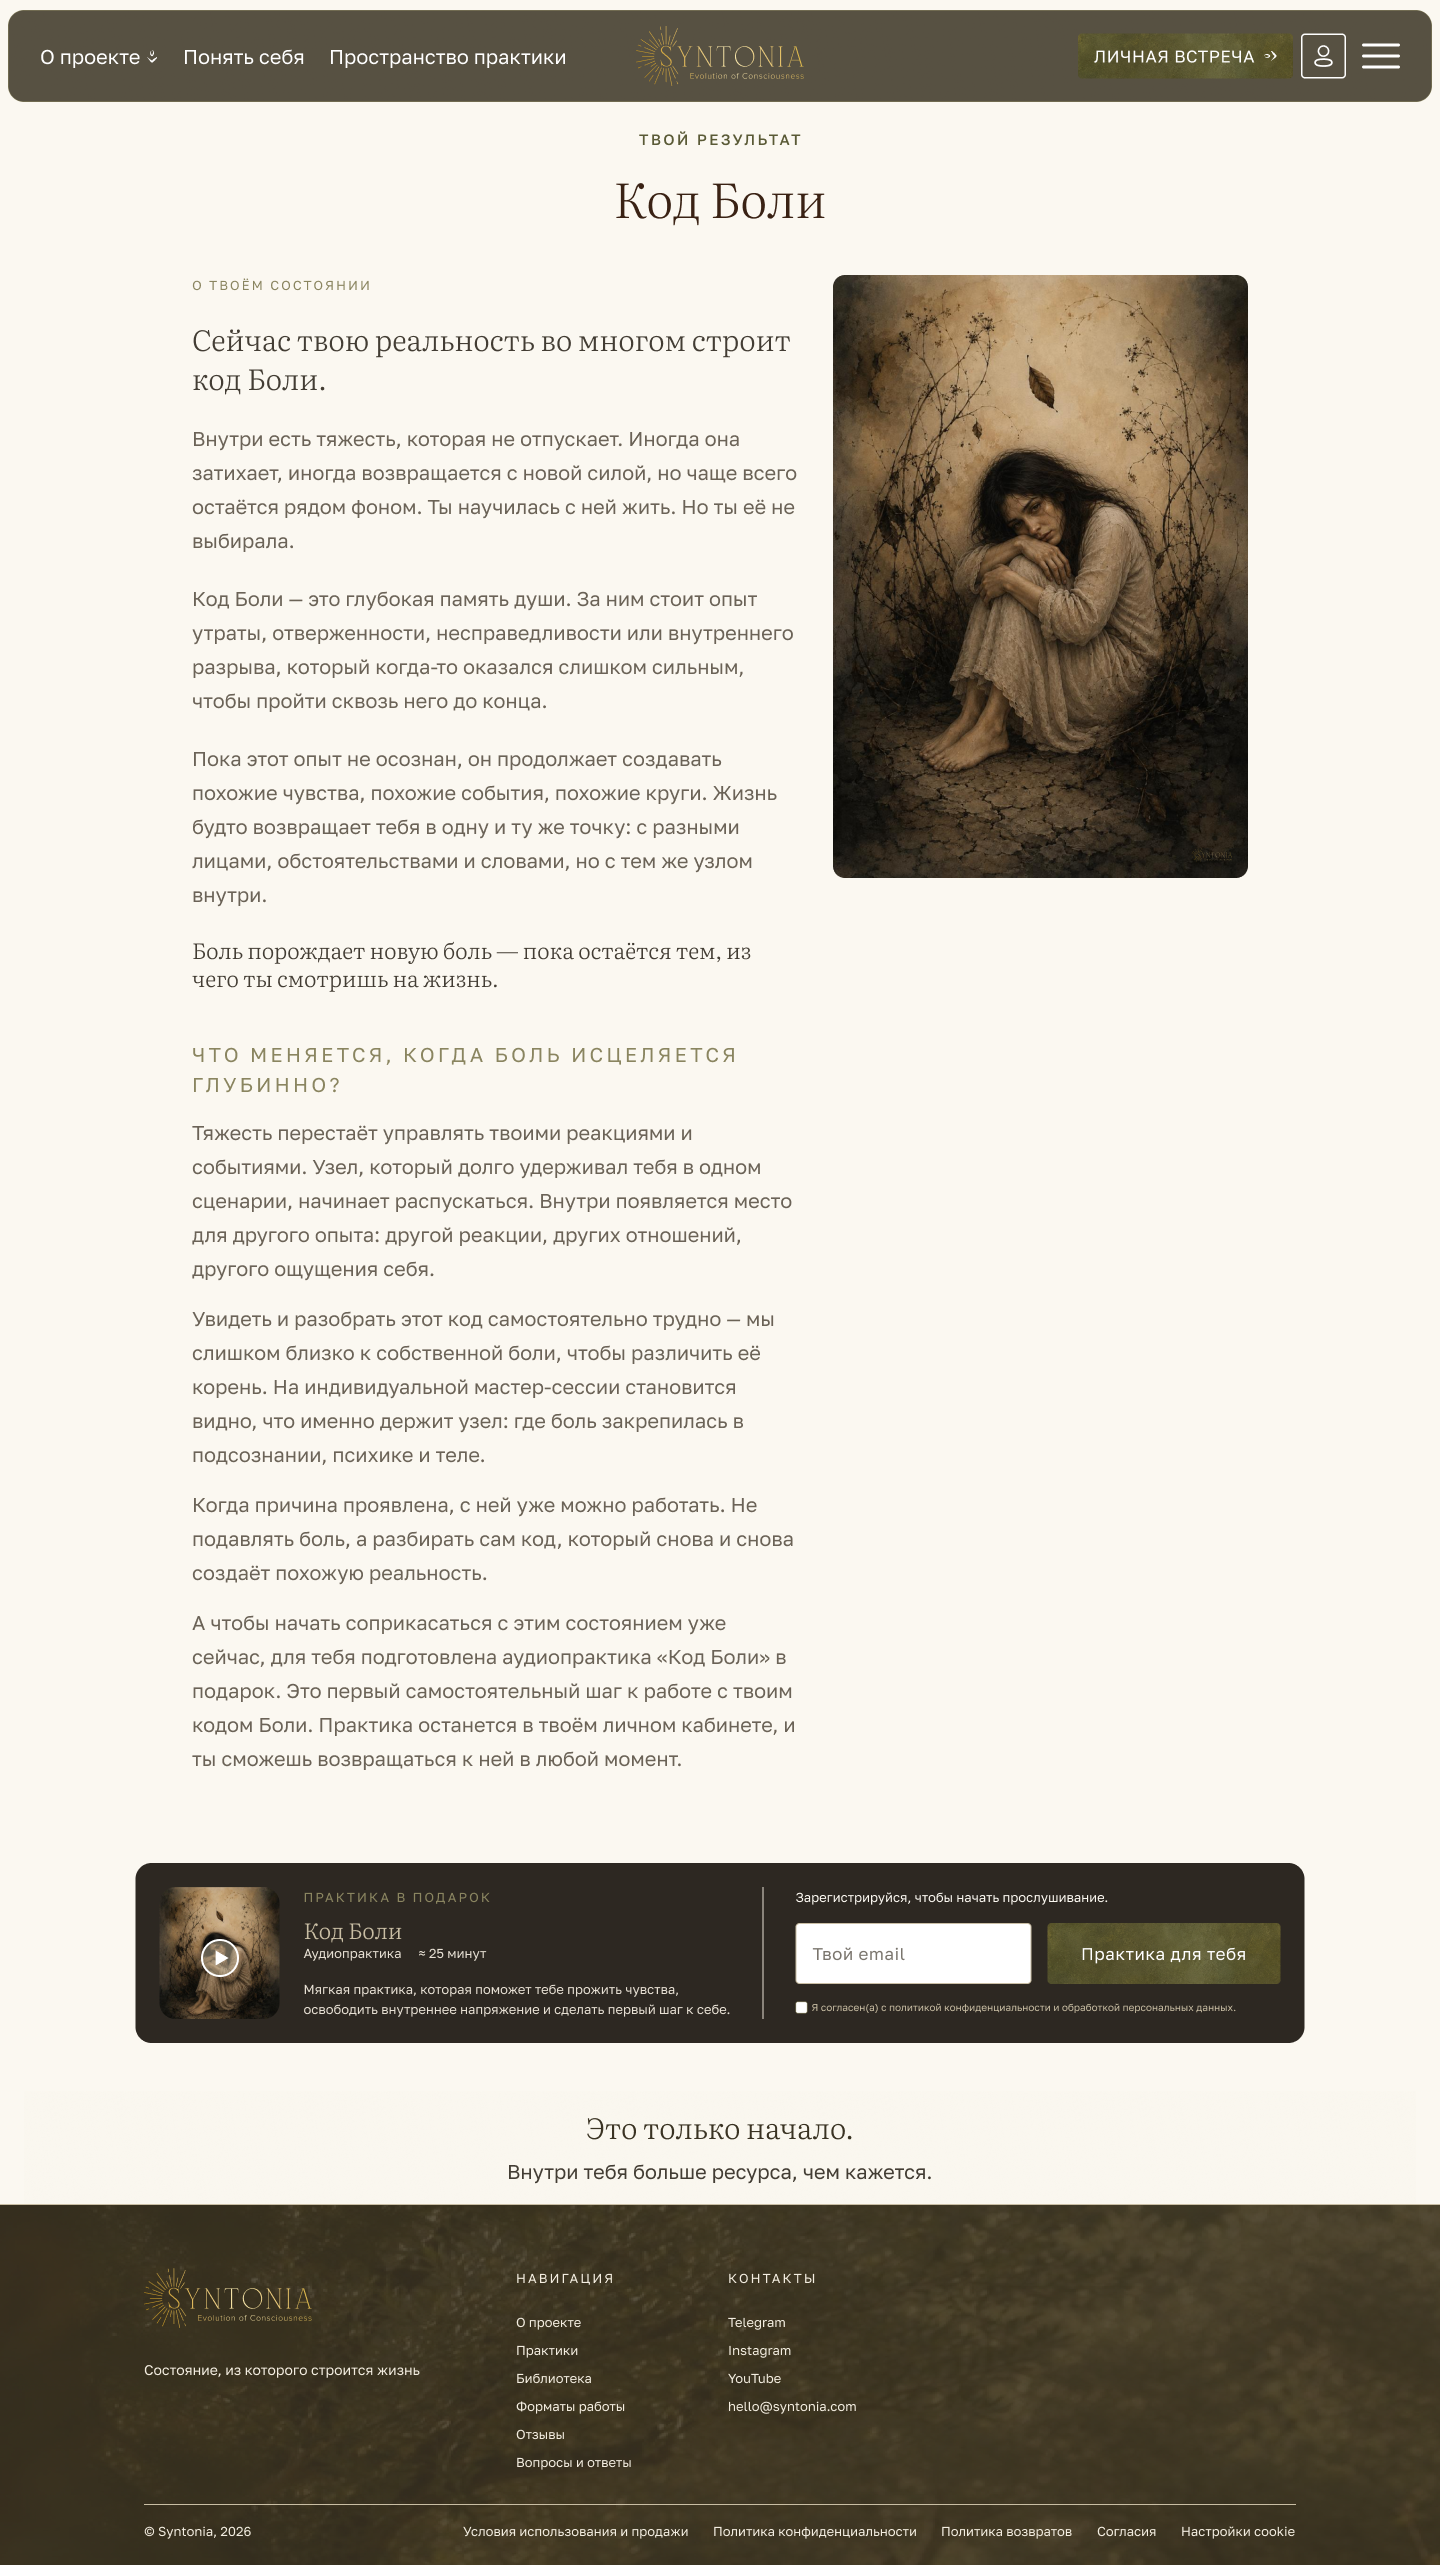 О проекте
Понять себя
Пространство практики
SYNTONIA
Evolution of Consciousness
ЛИЧНАЯ ВСТРЕЧА
ТВОЙ РЕЗУЛЬТАТ
Код Боли
О ТВОЁМ СОСТОЯНИИ
Сейчас твою реальность во многом строит
код Боли.
Внутри есть тяжесть, которая не отпускает. Иногда она
затихает, иногда возвращается с новой силой, но чаще всего
остаётся рядом фоном. Ты научилась с ней жить. Но ты её не
выбирала.
Код Боли — это глубокая память души. За ним стоит опыт
утраты, отверженности, несправедливости или внутреннего
разрыва, который когда-то оказался слишком сильным,
чтобы пройти сквозь него до конца.
Пока этот опыт не осознан, он продолжает создавать
похожие чувства, похожие события, похожие круги. Жизнь
будто возвращает тебя в одну и ту же точку: с разными
лицами, обстоятельствами и словами, но с тем же узлом
внутри.
Боль порождает новую боль — пока остаётся тем, из
чего ты смотришь на жизнь.
ЧТО МЕНЯЕТСЯ, КОГДА БОЛЬ ИСЦЕЛЯЕТСЯ
ГЛУБИННО?
Тяжесть перестаёт управлять твоими реакциями и
событиями. Узел, который долго удерживал тебя в одном
сценарии, начинает распускаться. Внутри появляется место
для другого опыта: другой реакции, других отношений,
другого ощущения себя.
Увидеть и разобрать этот код самостоятельно трудно — мы
слишком близко к собственной боли, чтобы различить её
корень. На индивидуальной мастер-сессии становится
видно, что именно держит узел: где боль закрепилась в
подсознании, психике и теле.
Когда причина проявлена, с ней уже можно работать. Не
подавлять боль, а разбирать сам код, который снова и снова
создаёт похожую реальность.
А чтобы начать соприкасаться с этим состоянием уже
сейчас, для тебя подготовлена аудиопрактика «Код Боли» в
подарок. Это первый самостоятельный шаг к работе с твоим
кодом Боли. Практика останется в твоём личном кабинете, и
ты сможешь возвращаться к ней в любой момент.
SYNTONIA
ПРАКТИКА В ПОДАРОК
Код Боли
Аудиопрактика ≈ 25 минут
Мягкая практика, которая поможет тебе прожить чувства,
освободить внутреннее напряжение и сделать первый шаг к себе.
Зарегистрируйся, чтобы начать прослушивание.
Твой email
Практика для тебя
Я согласен(а) с политикой конфиденциальности и обработкой персональных данных.
Это только начало.
Внутри тебя больше ресурса, чем кажется.
SYNTONIA
Evolution of Consciousness
Состояние, из которого строится жизнь
НАВИГАЦИЯ
О проекте
Практики
Библиотека
Форматы работы
Отзывы
Вопросы и ответы
КОНТАКТЫ
Telegram
Instagram
YouTube
hello@syntonia.com
© Syntonia, 2026
Условия использования и продажи
Политика конфиденциальности
Политика возвратов
Согласия
Настройки cookie